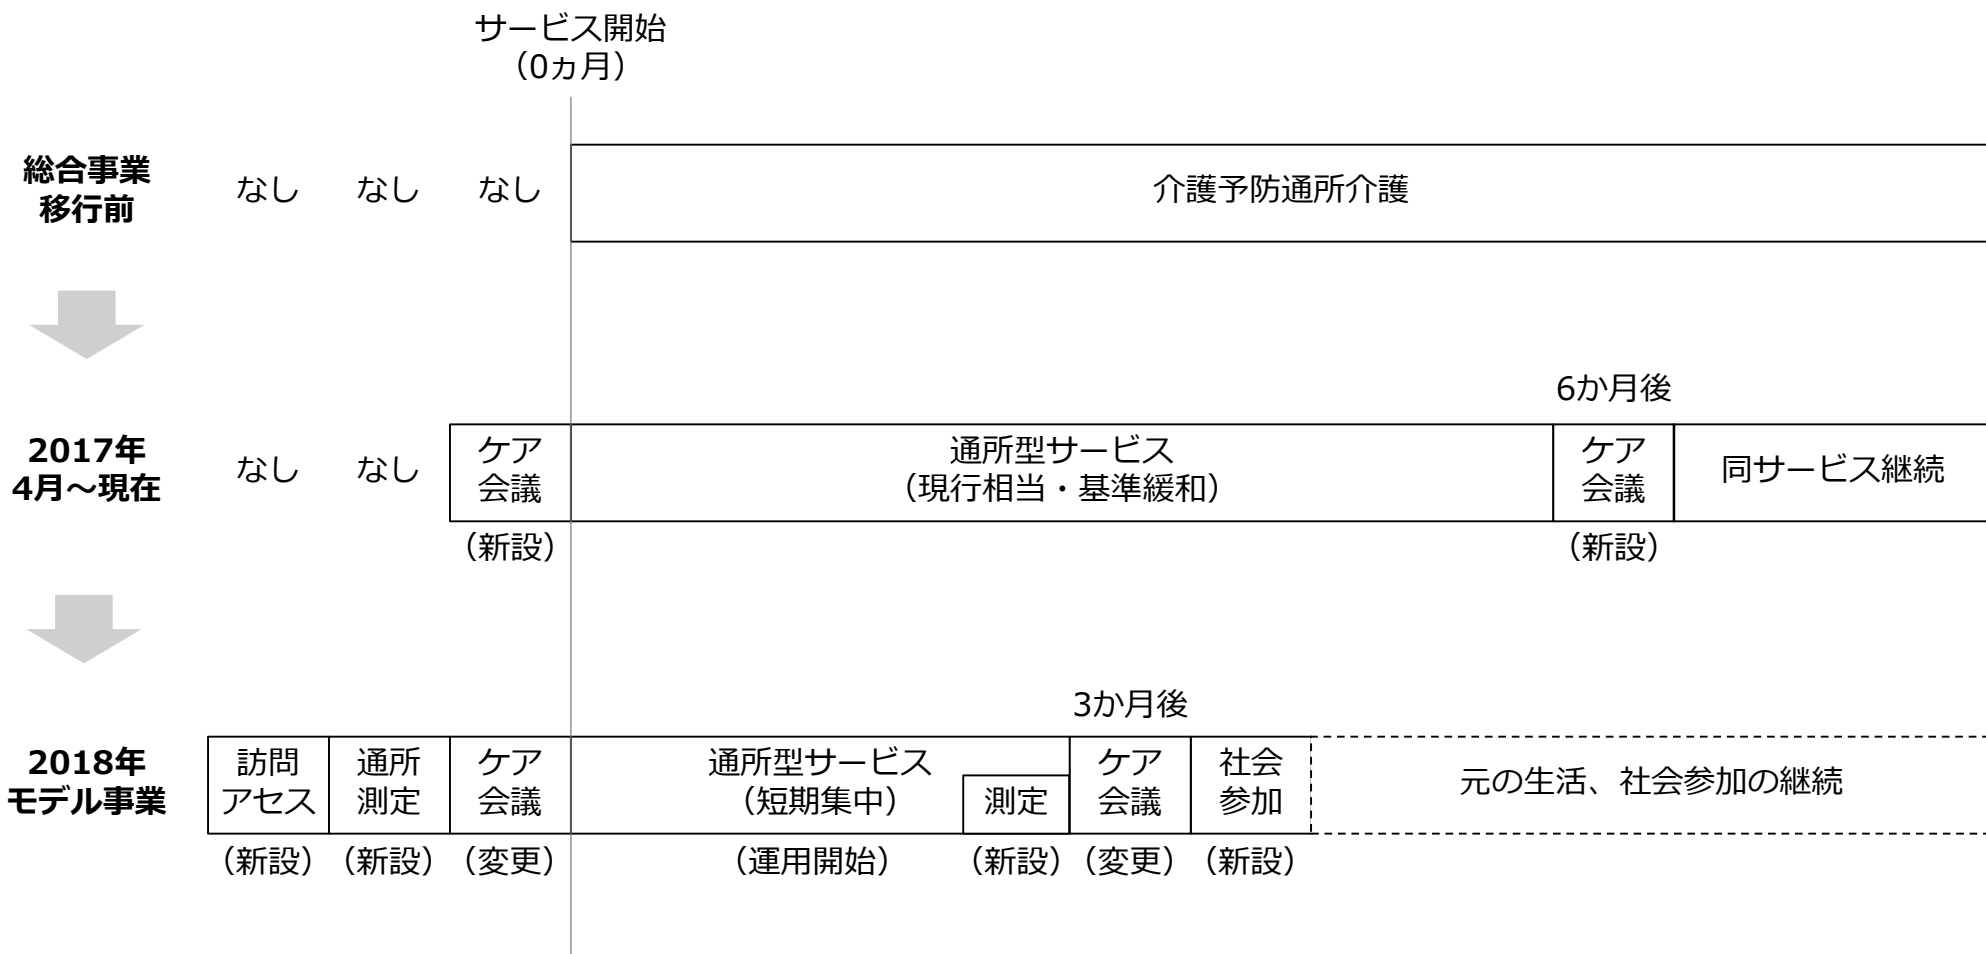 サービス開始
（0ヵ月）
総合事業
移行前
なし
なし
なし
介護予防通所介護
6か月後
2017年
4月～現在
なし
なし
ケア
会議
通所型サービス
（現行相当・基準緩和）
ケア
会議
同サービス継続
（新設）
（新設）
3か月後
2018年
モデル事業
訪問
アセス
通所
測定
ケア
会議
通所型サービス
（短期集中）
測定
ケア
会議
社会
参加
元の生活、社会参加の継続
（新設）
（新設）
（変更）
（運用開始）
（新設）
（変更）
（新設）